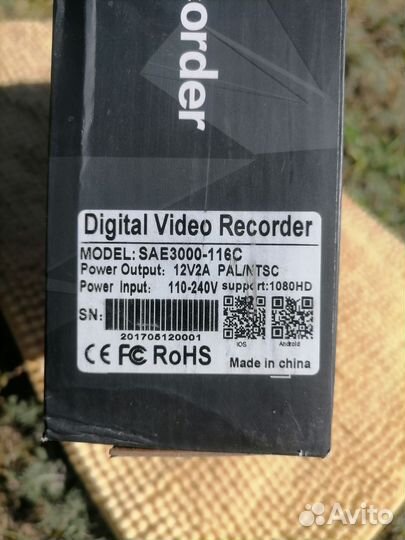 corder
Digital Video Recorder
MODEL: SAE3000-116C
Power Output: 12V2A PAL/NTSC
Power input: 110-240V support:1080HD
SN:
201705120001
iOS Android
CE FC RoHS
Made in china
Avito